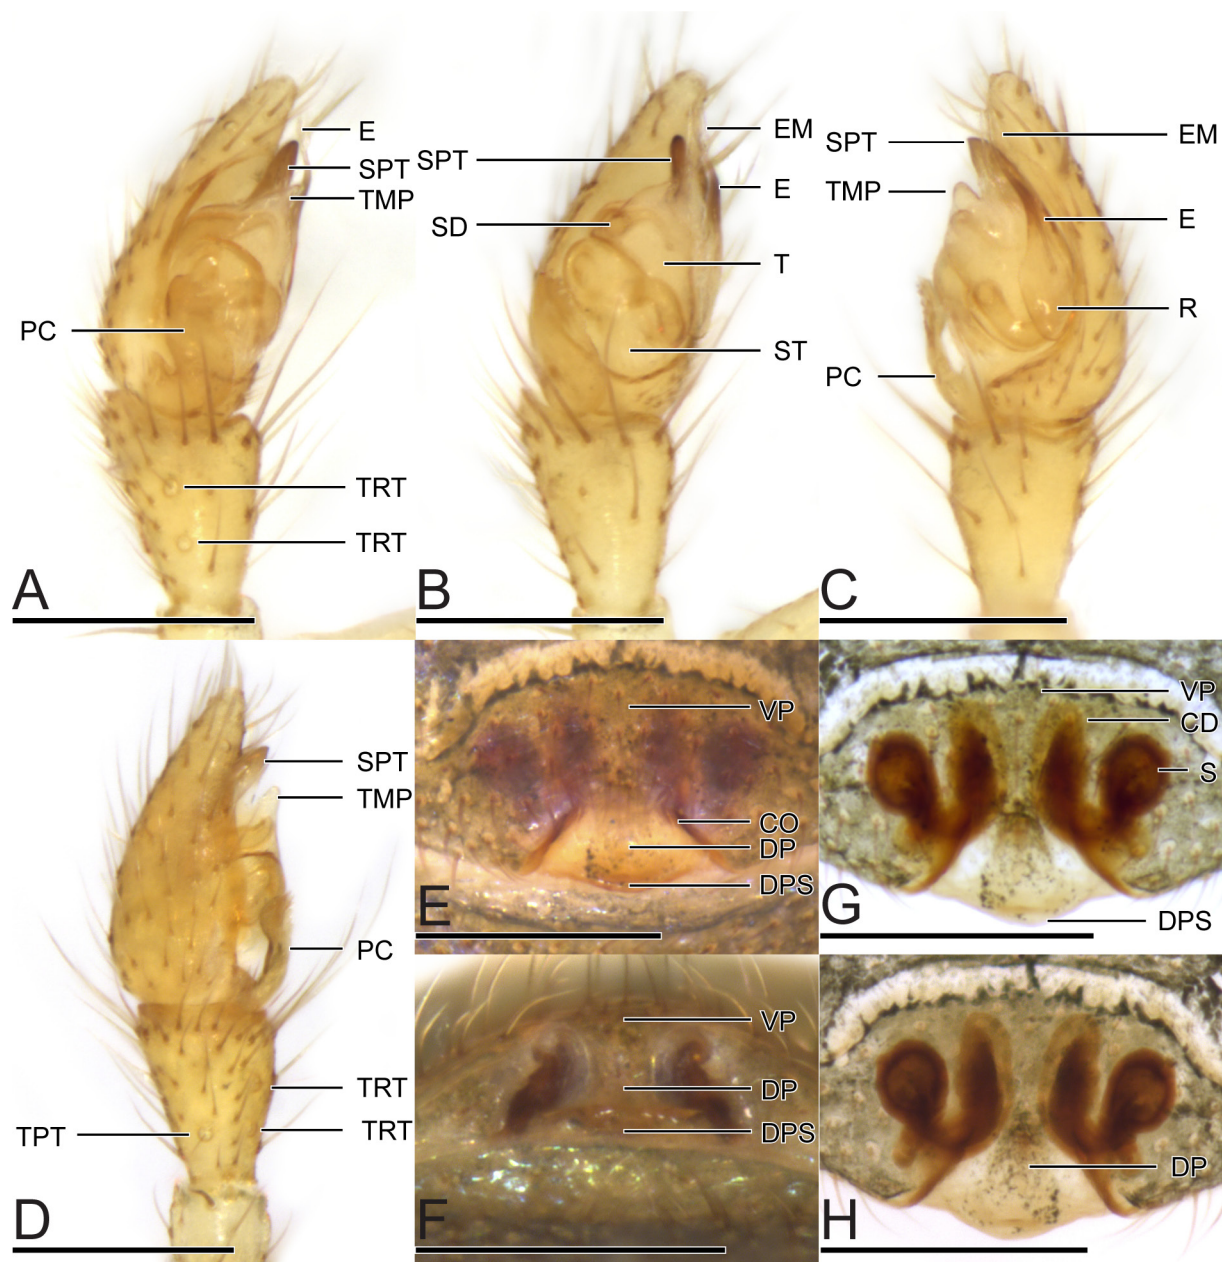 E
SPT
TMP
PC
TRT
TRT
A
EM
SPT
E
SD
T
ST
B
SPT
EM
TMP
E
R
PC
C
SPT
TMP
PC
TRT
TPT
TRT
D
VP
CO
DP
DPS
E
VP
CD
S
DPS
G
VP
DP
DPS
F
DP
H